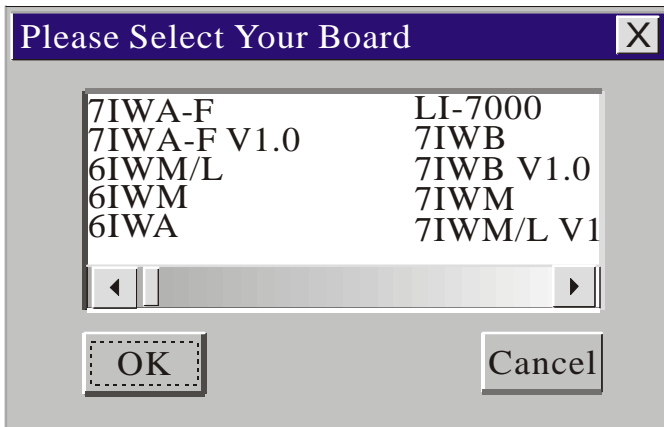 Please Select Your Board X
7IWA-F LI-7000
7IWA-F V1.0 7IWB
6IWM/L 7IWB V1.0
6IWM 7IWM
6IWA 7IWM/L V1
OK Cancel